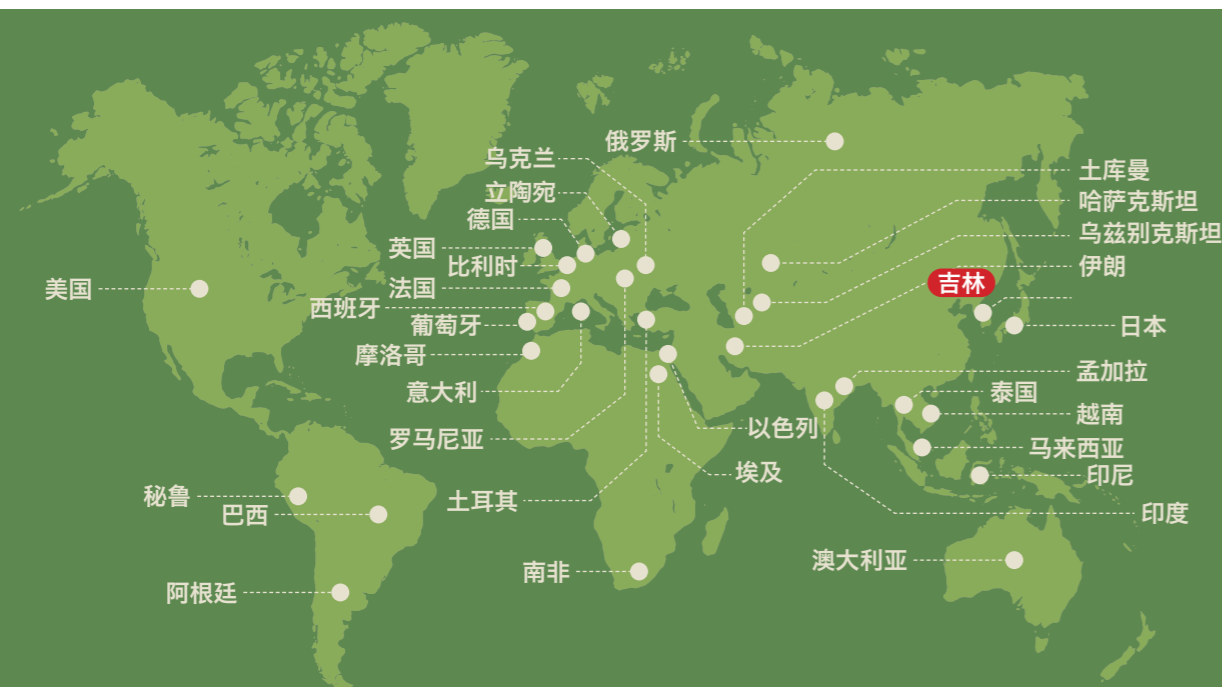 俄罗斯
乌克兰
立陶宛
德国
英国
比利时
法国
西班牙
葡萄牙
摩洛哥
意大利
罗马尼亚
土耳其
美国
秘鲁
巴西
阿根廷
南非
土库曼
哈萨克斯坦
乌兹别克斯坦
伊朗
吉林
日本
孟加拉
泰国
越南
以色列
马来西亚
埃及
印尼
印度
澳大利亚